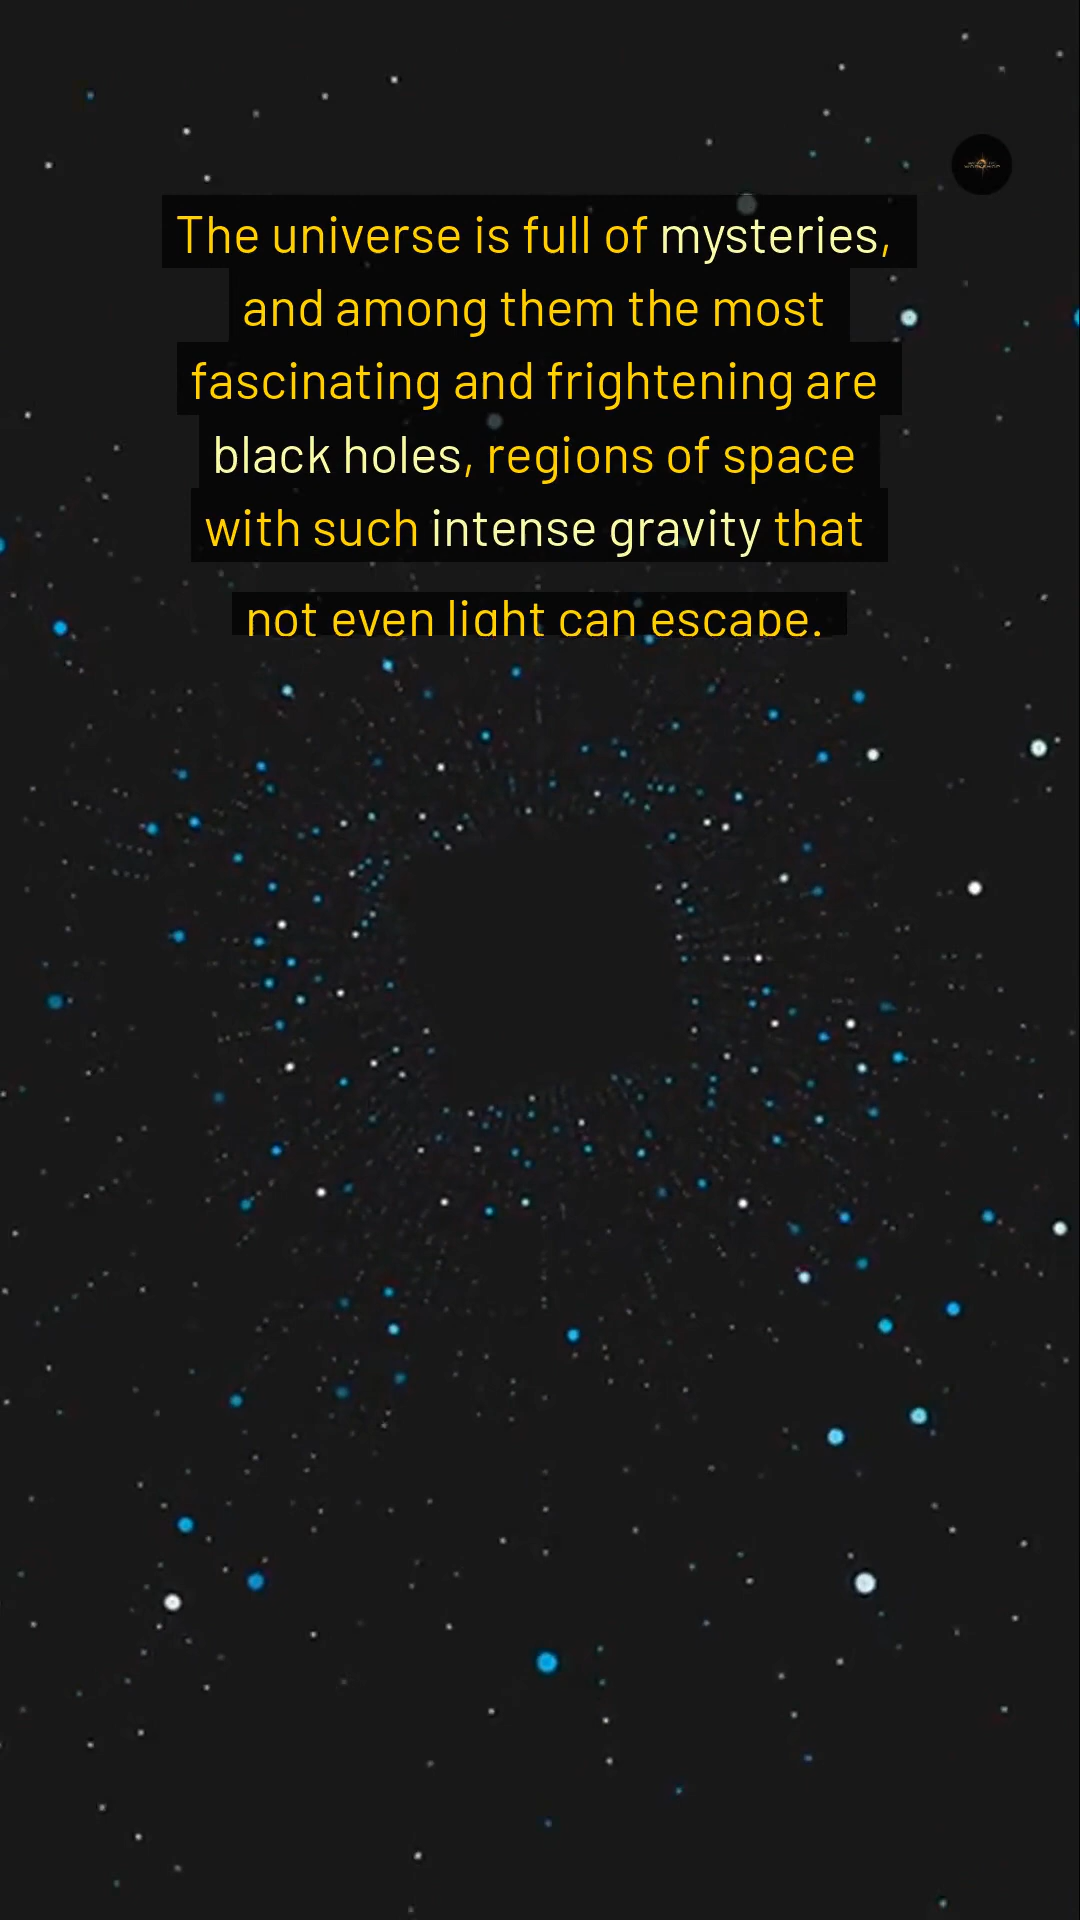 The universe is full of mysteries,
and among them the most
fascinating and frightening are
black holes, regions of space
with such intense gravity that
not even light can escape.